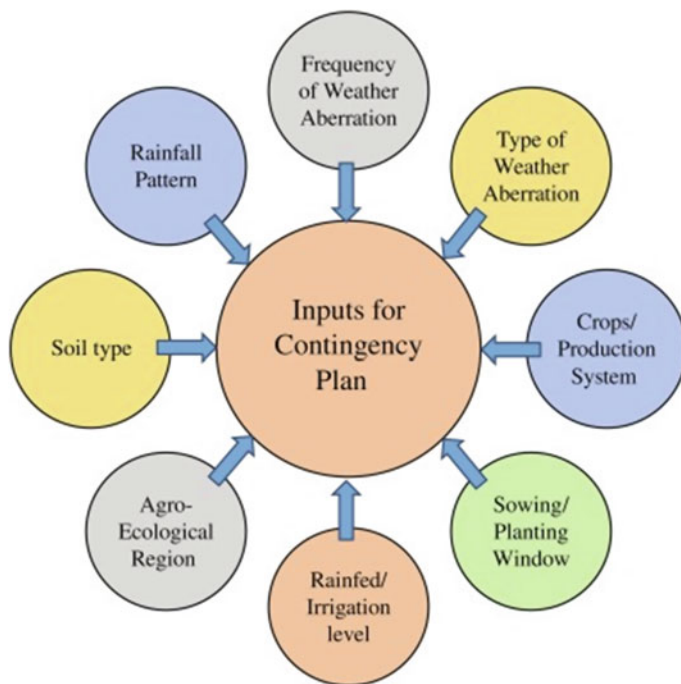 Frequency
of Weather
Aberration
Type of
Weather
Aberration
Crops/
Production
System
Sowing/
Planting
Window
Rainfed/
Irrigation
level
Agro-
Ecological
Region
Soil type
Rainfall
Pattern
Inputs for
Contingency
Plan